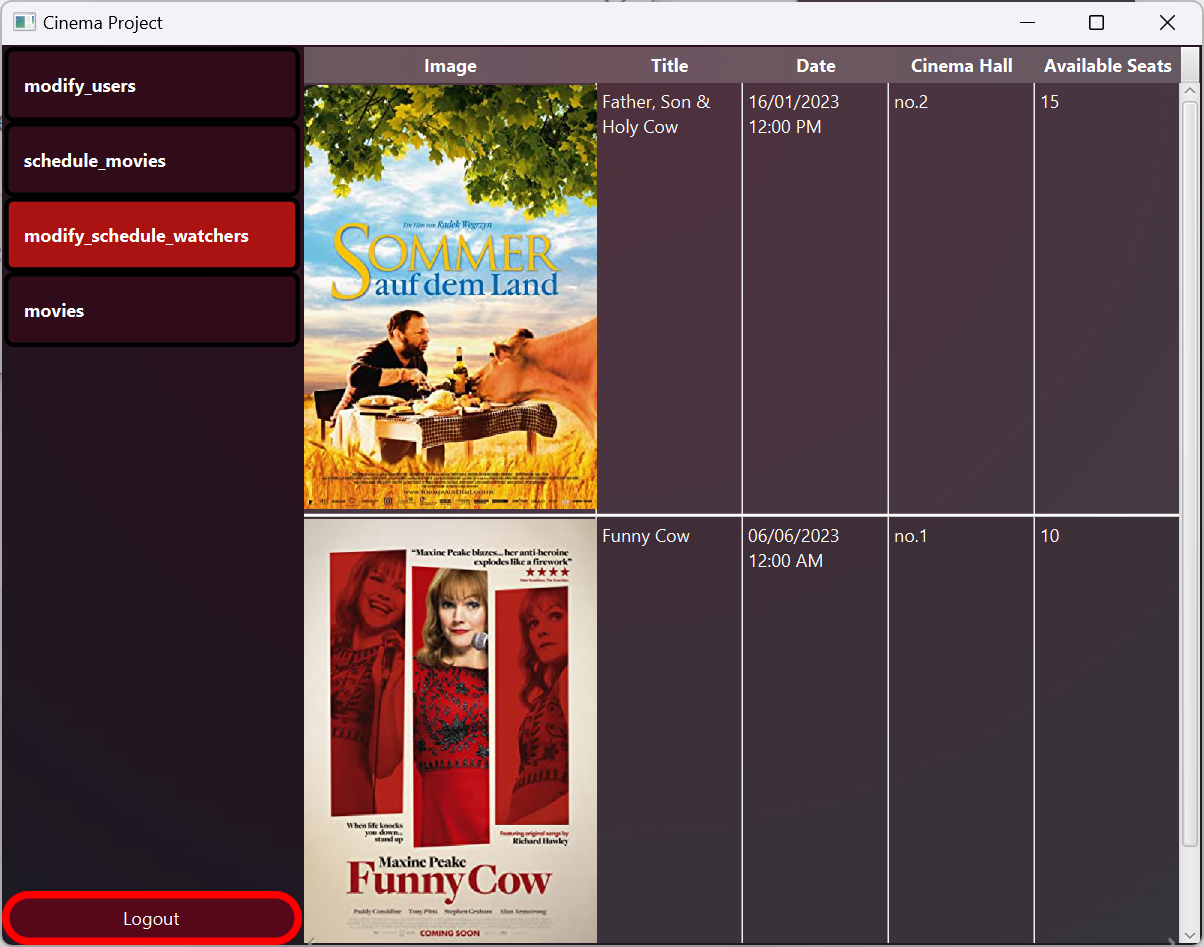 Cinema Project
modify_users
schedule_movies
modify_schedule_watchers
movies
Logout
Image Title Date Cinema Hall Available Seats
Ein Film von Radek Wegrzyn
SOMMER
auf dem Land
WWW.SOMMERAUFDEMLAND.DE
Father, Son &
Holy Cow
16/01/2023
12:00 PM
no.2
15
"Maxine Peake blazes... her anti-heroine
explodes like a firework"
★★★★
When life knocks
you down...
stand up
Featuring original songs by
Richard Hawley
Maxine Peake
Funny Cow
Paddy Considine Tony Pitts Stephen Graham Alun Armstrong
COMING SOON
Funny Cow
06/06/2023
12:00 AM
no.1
10